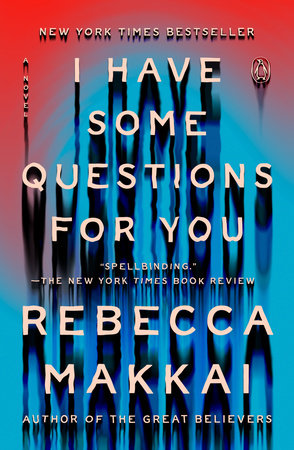 NEW YORK TIMES BESTSELLER
A NOVEL
I HAVE
SOME
QUESTIONS
FOR YOU
“SPELLBINDING.”
—THE NEW YORK TIMES BOOK REVIEW
REBECCA
MAKKAI
AUTHOR OF THE GREAT BELIEVERS